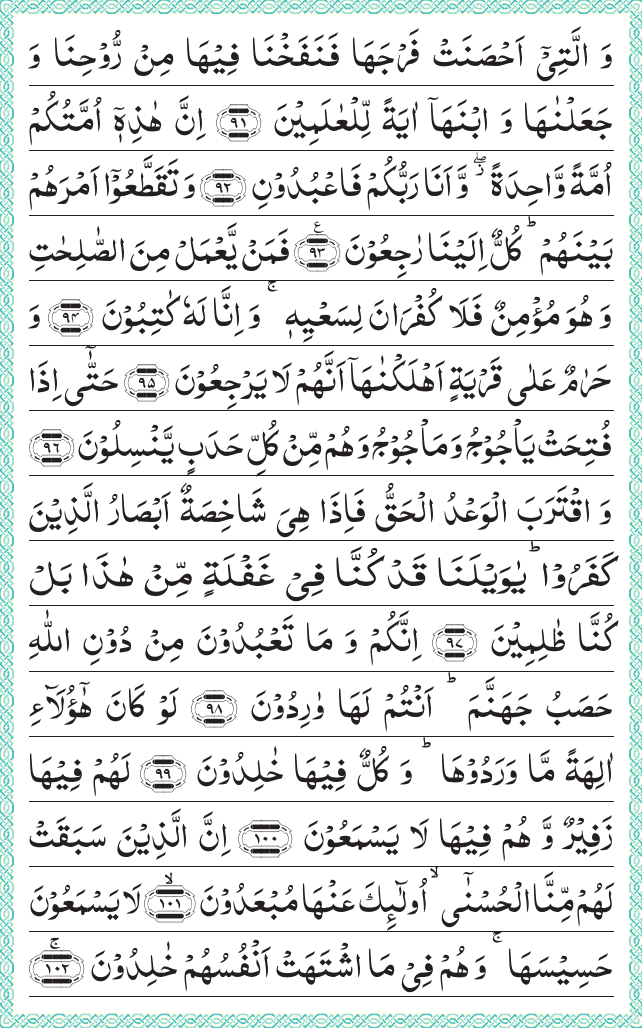 وَ الَّتِیْۤ اَحْصَنَتْ فَرْجَهَا فَنَفَخْنَا فِیْهَا مِنْ رُّوْحِنَا وَ
جَعَلْنٰهَا وَ ابْنَهَاۤ اٰیَةً لِّلْعٰلَمِیْنَ ﴿۹۱﴾ اِنَّ هٰذِهٖۤ اُمَّتُكُمْ
اُمَّةً وَّاحِدَةً ۖ٘ وَّ اَنَا رَبُّكُمْ فَاعْبُدُوْنِ ﴿۹۲﴾ وَ تَقَطَّعُوْۤا اَمْرَهُمْ
بَیْنَهُمْ ؕ كُلٌّ اِلَیْنَا رٰجِعُوْنَ ﴿۹۳﴾ ع فَمَنْ یَّعْمَلْ مِنَ الصّٰلِحٰتِ
وَ هُوَ مُؤْمِنٌ فَلَا كُفْرَانَ لِسَعْیِهٖ ۚ وَ اِنَّا لَهٗ كٰتِبُوْنَ ﴿۹۴﴾ وَ
حَرٰمٌ عَلٰی قَرْیَةٍ اَهْلَكْنٰهَاۤ اَنَّهُمْ لَا یَرْجِعُوْنَ ﴿۹۵﴾ حَتّٰۤی اِذَا
فُتِحَتْ یَاْجُوْجُ وَ مَاْجُوْجُ وَ هُمْ مِّنْ كُلِّ حَدَبٍ یَّنْسِلُوْنَ ﴿۹۶﴾
وَ اقْتَرَبَ الْوَعْدُ الْحَقُّ فَاِذَا هِیَ شَاخِصَةٌ اَبْصَارُ الَّذِیْنَ
كَفَرُوْا ؕ یٰوَیْلَنَا قَدْ كُنَّا فِیْ غَفْلَةٍ مِّنْ هٰذَا بَلْ
كُنَّا ظٰلِمِیْنَ ﴿۹۷﴾ اِنَّكُمْ وَ مَا تَعْبُدُوْنَ مِنْ دُوْنِ اللّٰهِ
حَصَبُ جَهَنَّمَ ؕ اَنْتُمْ لَهَا وٰرِدُوْنَ ﴿۹۸﴾ لَوْ كَانَ هٰۤؤُلَآءِ
اٰلِهَةً مَّا وَرَدُوْهَا ؕ وَ كُلٌّ فِیْهَا خٰلِدُوْنَ ﴿۹۹﴾ لَهُمْ فِیْهَا
زَفِیْرٌ وَّ هُمْ فِیْهَا لَا یَسْمَعُوْنَ ﴿۱۰۰﴾ اِنَّ الَّذِیْنَ سَبَقَتْ
لَهُمْ مِّنَّا الْحُسْنٰۤی ۙ اُولٰٓىِٕكَ عَنْهَا مُبْعَدُوْنَ ﴿۱۰۱﴾ۙ لَا یَسْمَعُوْنَ
حَسِیْسَهَا ۚ وَ هُمْ فِیْ مَا اشْتَهَتْ اَنْفُسُهُمْ خٰلِدُوْنَ ﴿۱۰۲﴾ۚ